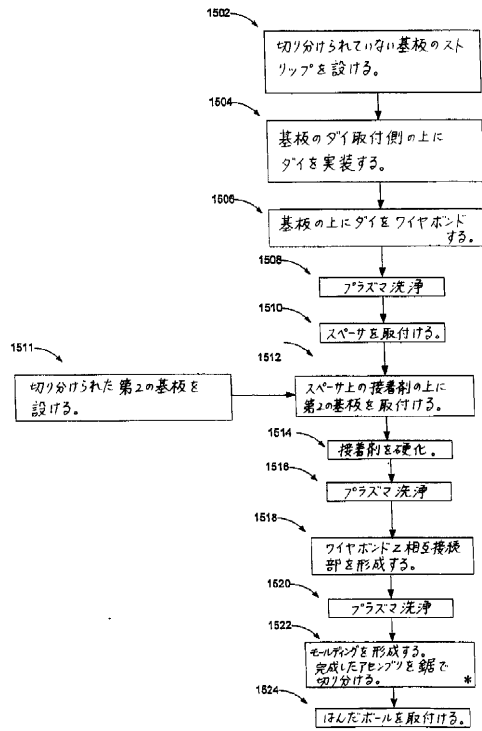 1502
切り分けられていない基板のスト
リップを設ける。
1504
基板のダイ取付側の上に
ダイを実装する。
1506
基板の上にダイをワイヤボンド
する。
1508
プラズマ洗浄
1510
スペーサを取付ける。
1511
1512
切り分けられた第2の基板を
設ける。
スペーサ上の接着剤の上に
第2の基板を取付ける。
1514
接着剤を硬化。
1516
プラズマ洗浄
1518
ワイヤボンドZ相互接続
部を形成する。
1520
プラズマ洗浄
1522
モールディングを形成する。
完成したアセンブリを鋸で
切り分ける。 *
1524
はんだボールを取付ける。